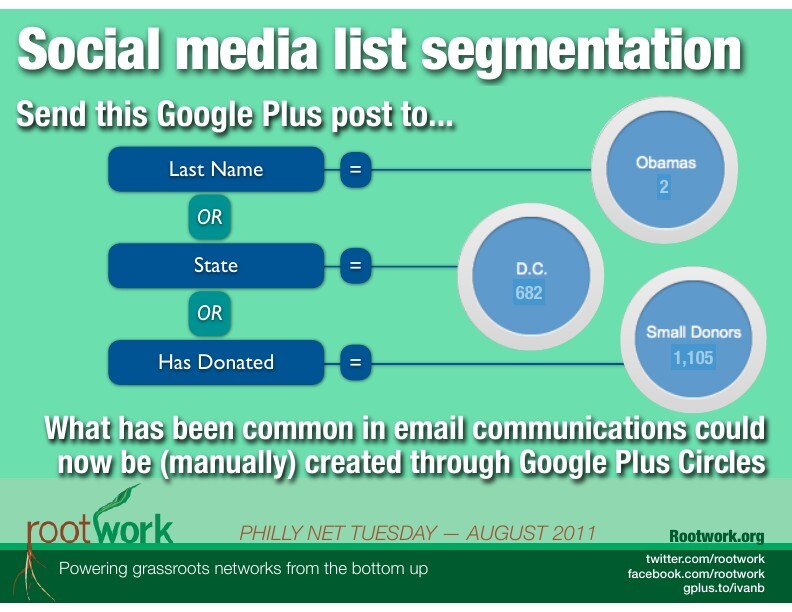 Social media list segmentation
Send this Google Plus post to...
Last Name = Obamas
2
OR
State = D.C.
682
OR
Has Donated = Small Donors
1,105
What has been common in email communications could
now be (manually) created through Google Plus Circles
rootwork
PHILLY NET TUESDAY — AUGUST 2011
Rootwork.org
Powering grassroots networks from the bottom up
twitter.com/rootwork
facebook.com/rootwork
gplus.to/ivanb